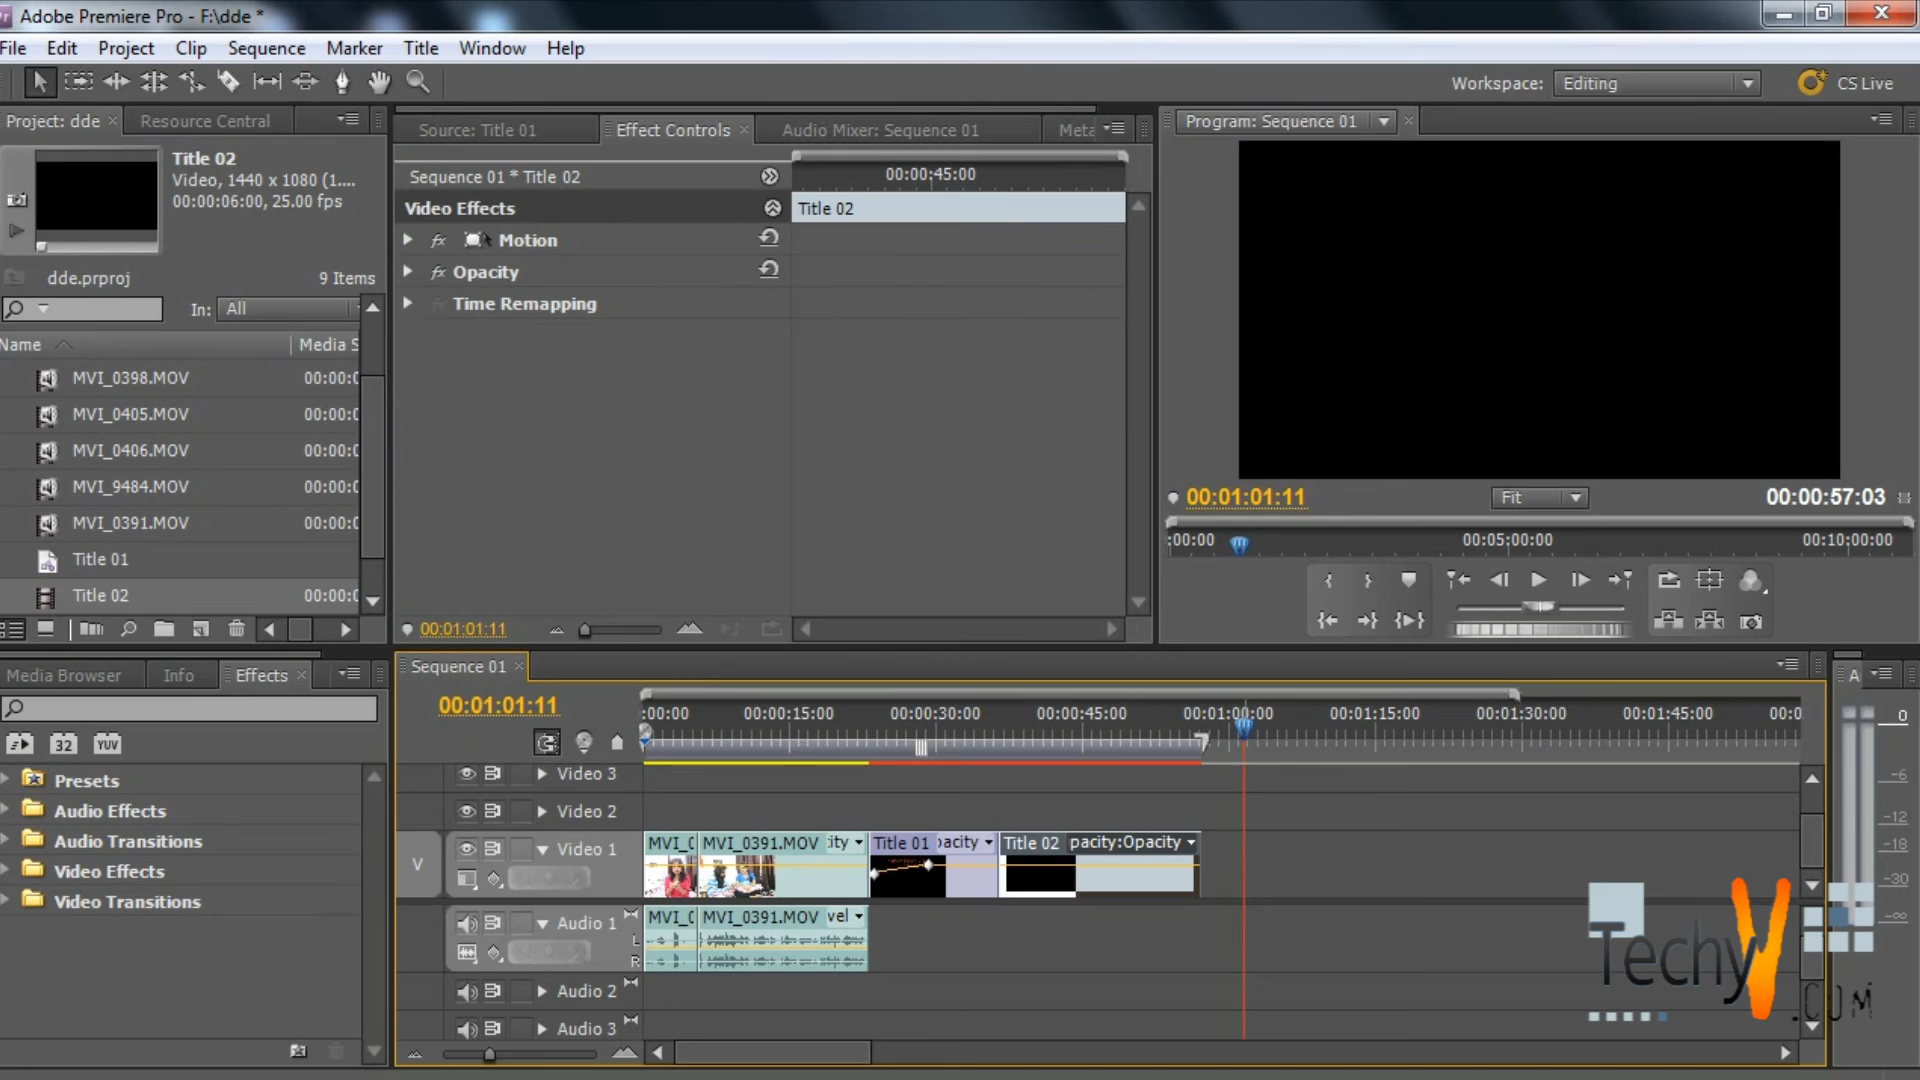 Adobe Premiere Pro - F:\dde *
File Edit Project Clip Sequence Marker Title Window Help
Workspace: Editing CS Live
Project: dde Resource Central
Title 02
Video, 1440 x 1080 (1....
00:00:06:00, 25.00 fps
dde.prproj 9 Items
In: All
Name Media S
MVI_0398.MOV 00:00:0
MVI_0405.MOV 00:00:0
MVI_0406.MOV 00:00:0
MVI_9484.MOV 00:00:0
MVI_0391.MOV 00:00:0
Title 01
Title 02 00:00:0
Source: Title 01 Effect Controls Audio Mixer: Sequence 01 Meta
Sequence 01 * Title 02 00:00:45:00
Video Effects Title 02
fx Motion
fx Opacity
fx Time Remapping
00:01:01:11
Program: Sequence 01
00:01:01:11 Fit 00:00:57:03
:00:00 00:05:00:00 00:10:00:00
Media Browser Info Effects
32 YUV
Presets
Audio Effects
Audio Transitions
Video Effects
Video Transitions
Sequence 01
00:01:01:11
:00:00 00:00:15:00 00:00:30:00 00:00:45:00 00:01:00:00 00:01:15:00 00:01:30:00 00:01:45:00 00:0
Video 3
Video 2
V Video 1 MVI_0 MVI_0391.MOV ity Title 01 pacity Title 02 pacity:Opacity
Audio 1 MVI_0 MVI_0391.MOV vel
L
R
Audio 2
Audio 3
A
0
-6
-12
-18
-30
-∞
TechyV
.COM